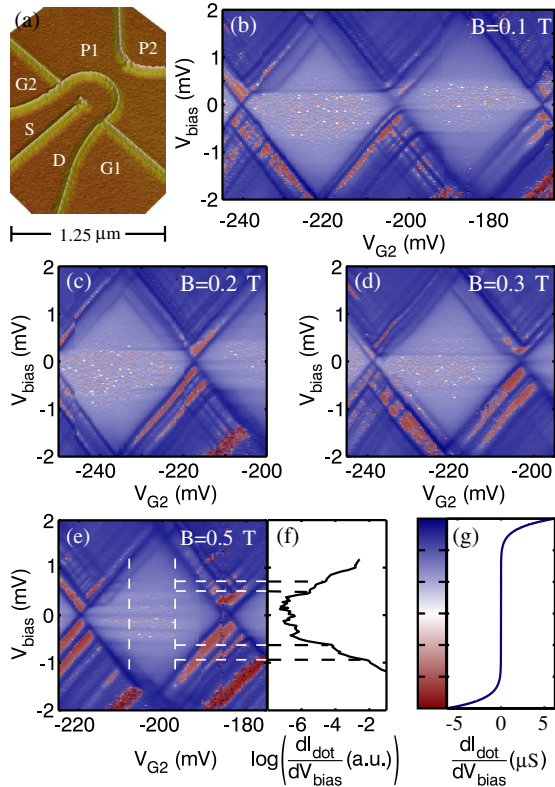 (a)
P1
P2
G2
S
D
G1
1.25 μm
(b)
B=0.1 T
V_bias (mV)
2
1
0
-1
-2
-240
-220
-200
-180
V_G2 (mV)
(c)
B=0.2 T
V_bias (mV)
2
1
0
-1
-2
-240
-220
-200
V_G2 (mV)
(d)
B=0.3 T
V_bias (mV)
2
1
0
-1
-2
-240
-220
-200
V_G2 (mV)
(e)
B=0.5 T
V_bias (mV)
2
1
0
-1
-2
-220
-200
-180
V_G2 (mV)
(f)
-6
-4
-2
-1
log(dI_dot/dV_bias (a.u.))
(g)
-5
0
5
dI_dot/dV_bias (μS)